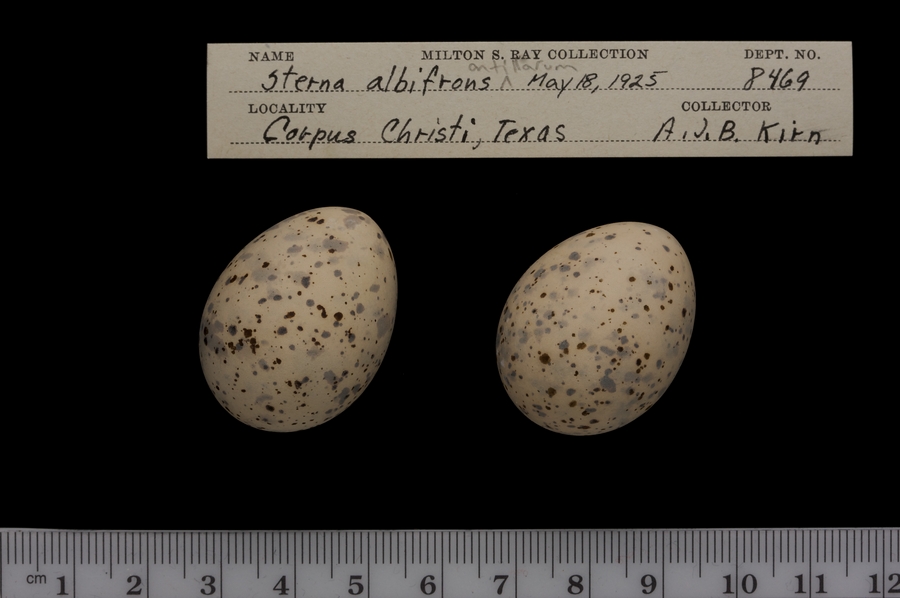 NAME MILTON S. RAY COLLECTION DEPT. NO.
antillarum
Sterna albifrons ^ May 18, 1925 8469
LOCALITY COLLECTOR
Corpus Christi, Texas A.J.B. Kirn
cm 1 2 3 4 5 6 7 8 9 10 11 12